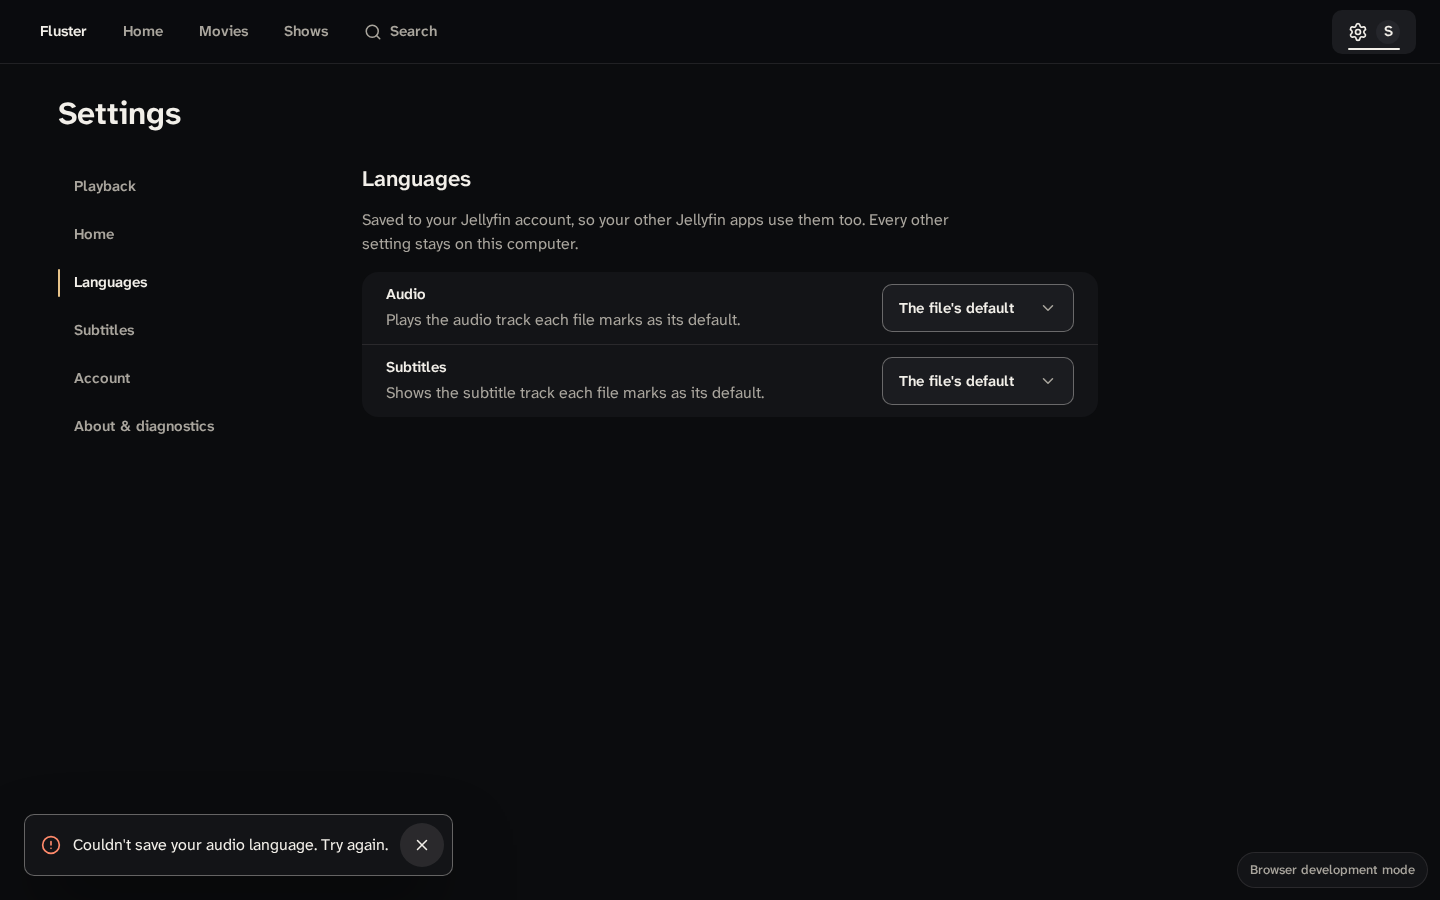 Fluster
Home
Movies
Shows
Search
S
Settings
Playback
Home
Languages
Subtitles
Account
About & diagnostics
Languages
Saved to your Jellyfin account, so your other Jellyfin apps use them too. Every other
setting stays on this computer.
Audio
Plays the audio track each file marks as its default.
The file's default
Subtitles
Shows the subtitle track each file marks as its default.
The file's default
Couldn't save your audio language. Try again.
Browser development mode